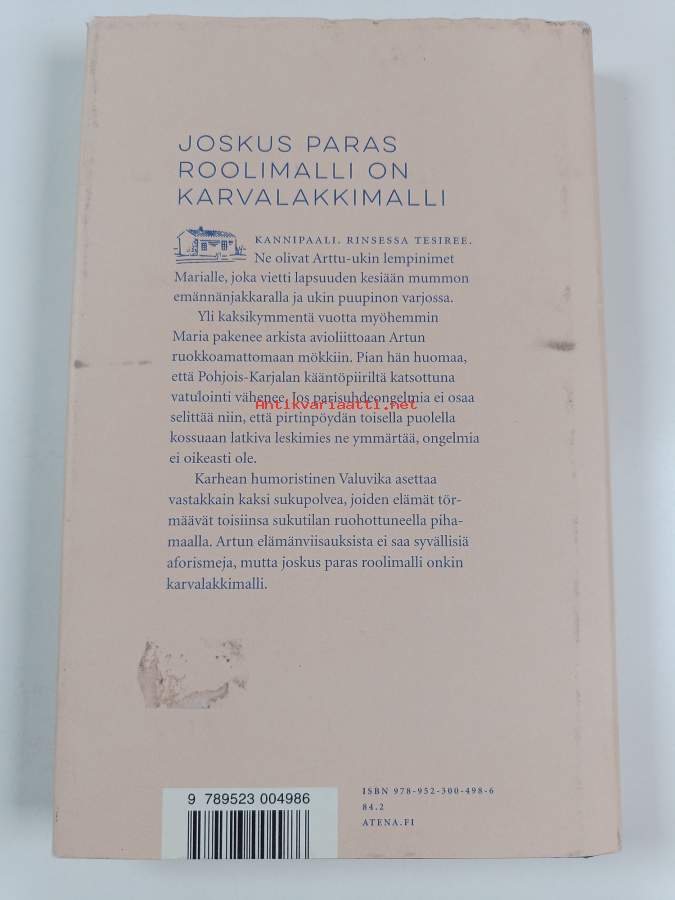 JOSKUS PARAS
ROOLIMALLI ON
KARVALAKKIMALLI
KANNIPAALI. RINSESSA TESIREE.
Ne olivat Arttu-ukin lempinimet
Marialle, joka vietti lapsuuden kesiään mummon
emännänjakkaralla ja ukin puupinon varjossa.
Yli kaksikymmentä vuotta myöhemmin
Maria pakenee arkista avioliittoaan Artun
ruokkoamattomaan mökkiin. Pian hän huomaa,
että Pohjois-Karjalan kääntöpiiriltä katsottuna
vatulointi vähenee. Jos parisuhdeongelmia ei osaa
Antikvariaatti.net
selittää niin, että pirtinpöydän toisella puolella
kossuaan latkiva leskimies ne ymmärtää, ongelmia
ei oikeasti ole.
Karhean humoristinen Valuvika asettaa
vastakkain kaksi sukupolvea, joiden elämät tör-
määvät toisiinsa sukutilan ruohottuneella piha-
maalla. Artun elämänviisauksista ei saa syvällisiä
aforismeja, mutta joskus paras roolimalli onkin
karvalakkimalli.
9 789523 004986
ISBN 978-952-300-498-6
84.2
ATENA.FI